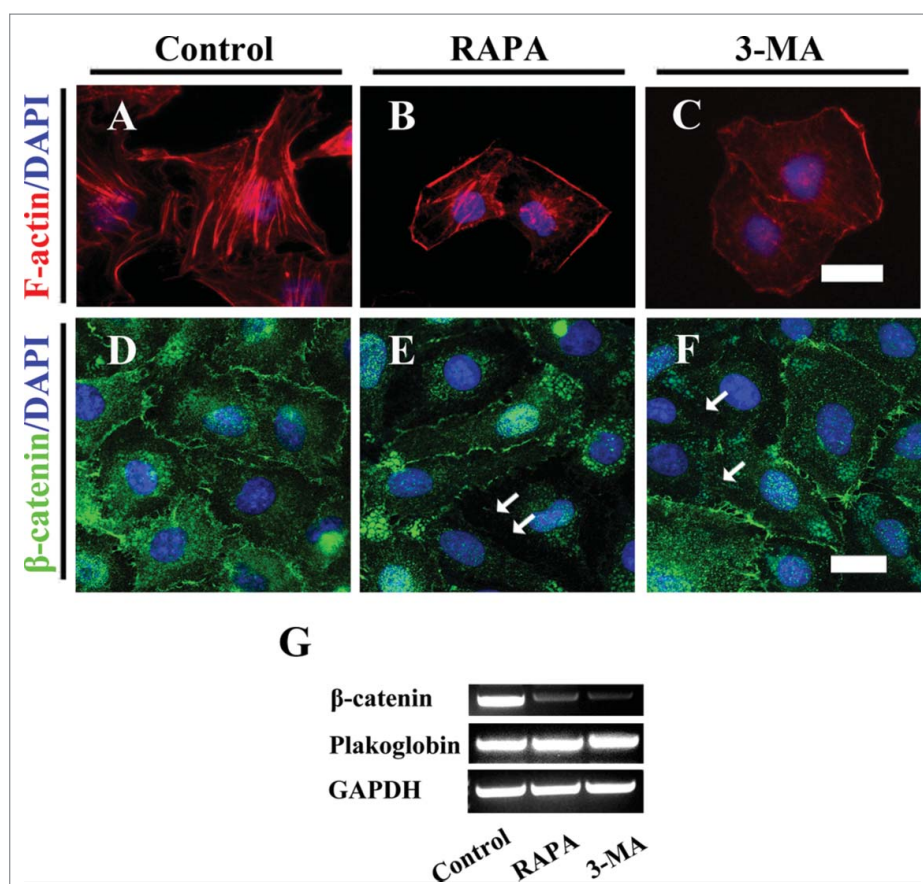 Control RAPA 3-MA
F-actin/DAPI
A B C
β-catenin/DAPI
D E F
G
β-catenin
Plakoglobin
GAPDH
Control RAPA 3-MA